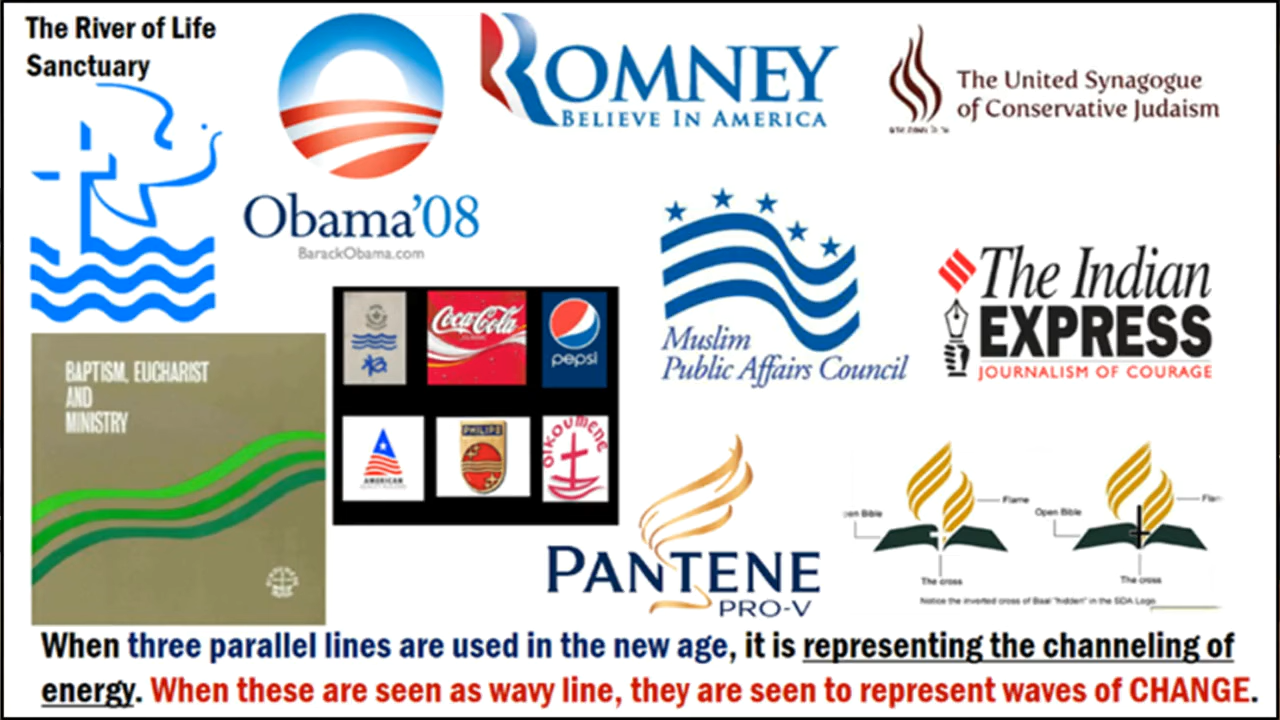 The River of Life
Sanctuary
ROMNEY
BELIEVE IN AMERICA
The United Synagogue
of Conservative Judaism
Obama'08
BarackObama.com
Muslim
Public Affairs Council
The Indian
EXPRESS
JOURNALISM OF COURAGE
BAPTISM, EUCHARIST
AND
MINISTRY
Coca-Cola
pepsi
AMERICAN
PHILIPS
OIKOUMENE
PANTENE
PRO-V
Flame
en Bible
The cross
Open Bible
Flam
The cross
Notice the inverted cross of Baal "hidden" in the SDA Logo
When three parallel lines are used in the new age, it is representing the channeling of
energy. When these are seen as wavy line, they are seen to represent waves of CHANGE.